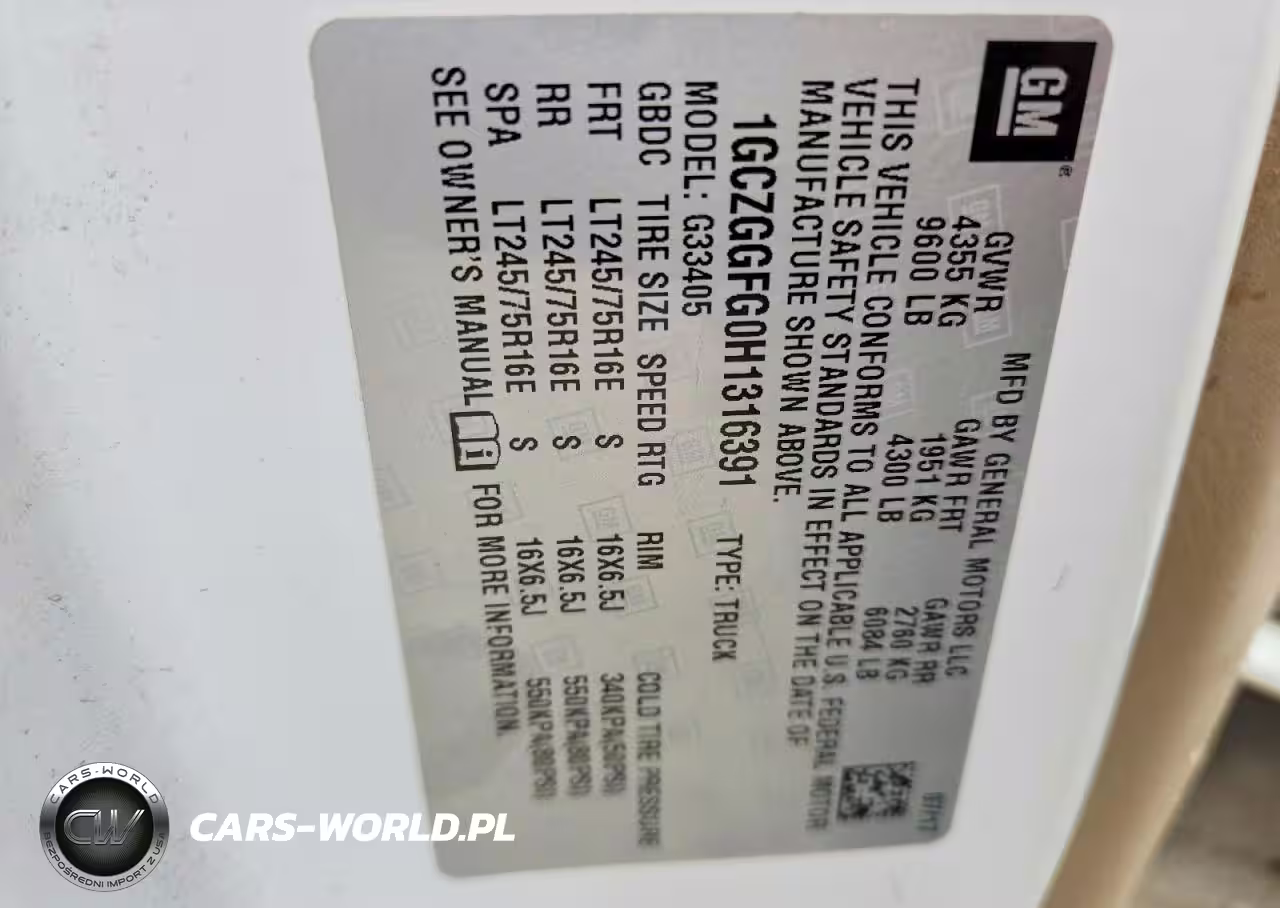 GM
®
MFD BY GENERAL MOTORS LLC
GVWR GAWR FRT GAWR RR
4355 KG 1951 KG 2760 KG
9600 LB 4300 LB 6084 LB
THIS VEHICLE CONFORMS TO ALL APPLICABLE U.S. FEDERAL MOTOR
VEHICLE SAFETY STANDARDS IN EFFECT ON THE DATE OF
MANUFACTURE SHOWN ABOVE.
1GCZGGFG0H1316391 TYPE: TRUCK
MODEL: G33405
GBDC TIRE SIZE SPEED RTG RIM COLD TIRE PRESSURE
FRT LT245/75R16E S 16X6.5J 340KPA(50PSI)
RR LT245/75R16E S 16X6.5J 550KPA(80PSI)
SPA LT245/75R16E S 16X6.5J 550KPA(80PSI)
SEE OWNER'S MANUAL i FOR MORE INFORMATION.
CARS-WORLD
CW
BEZPOŚREDNI IMPORT Z USA
CARS-WORLD.PL